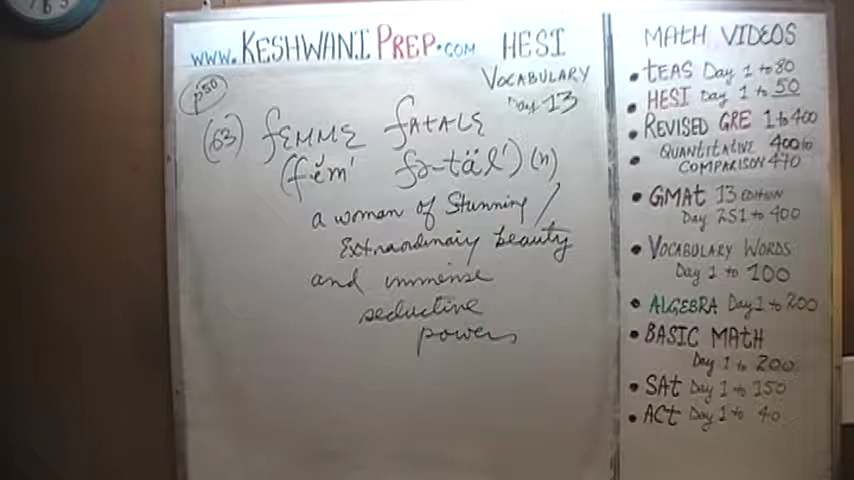 www.KESHWANIPREP.COM HESI
VOCABULARY
Day 13
p50
(63) fEMME fATALE
(fĕm' fə-täl') (n)
a woman of Stunning /
Extraordinary beauty
and immense
seductive
powers
MATH VIDEOS
• tEAS Day 1 to 80
• HESI Day 1 to 50
• REVISED GRE 1 to 400
• QUANTITATIVE 400 to
COMPARISON 470
• GMAt 13 EDITION
Day 251 to 400
• VOCABULARY WORDS
Day 1 to 100
• ALGEBRA Day 1 to 200
• BASIC MATH
Day 1 to 200
• SAt Day 1 to 150
• ACt Day 1 to 40